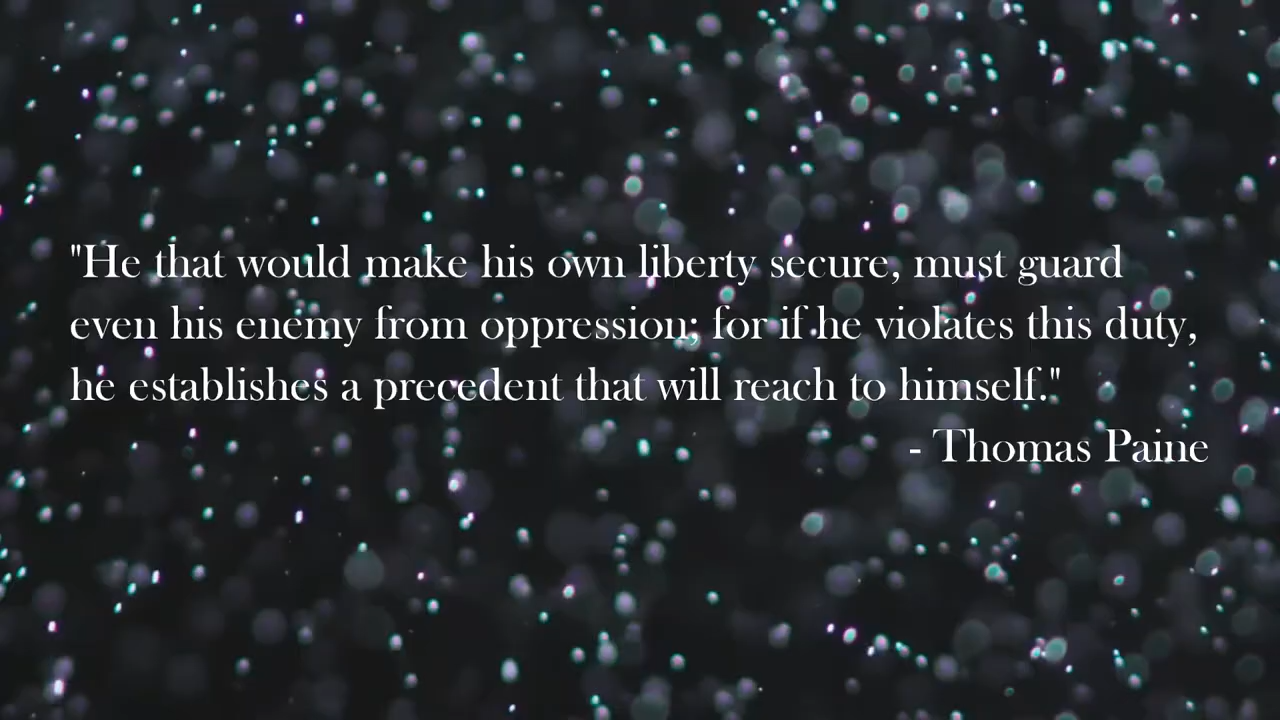 "He that would make his own liberty secure, must guard
even his enemy from oppression; for if he violates this duty,
he establishes a precedent that will reach to himself."
- Thomas Paine